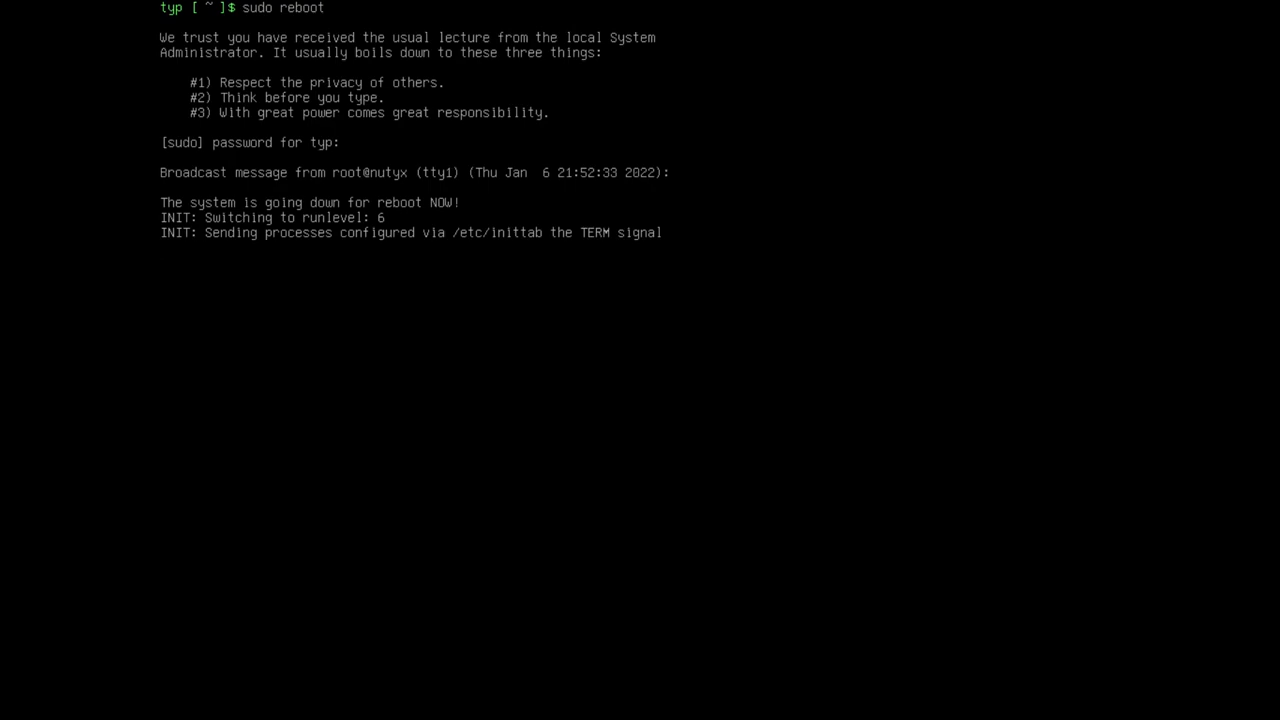 typ [ ~ ]$ sudo reboot
We trust you have received the usual lecture from the local System
Administrator. It usually boils down to these three things:
#1) Respect the privacy of others.
#2) Think before you type.
#3) With great power comes great responsibility.
[sudo] password for typ:
Broadcast message from root@nutyx (tty1) (Thu Jan  6 21:52:33 2022):
The system is going down for reboot NOW!
INIT: Switching to runlevel: 6
INIT: Sending processes configured via /etc/inittab the TERM signal